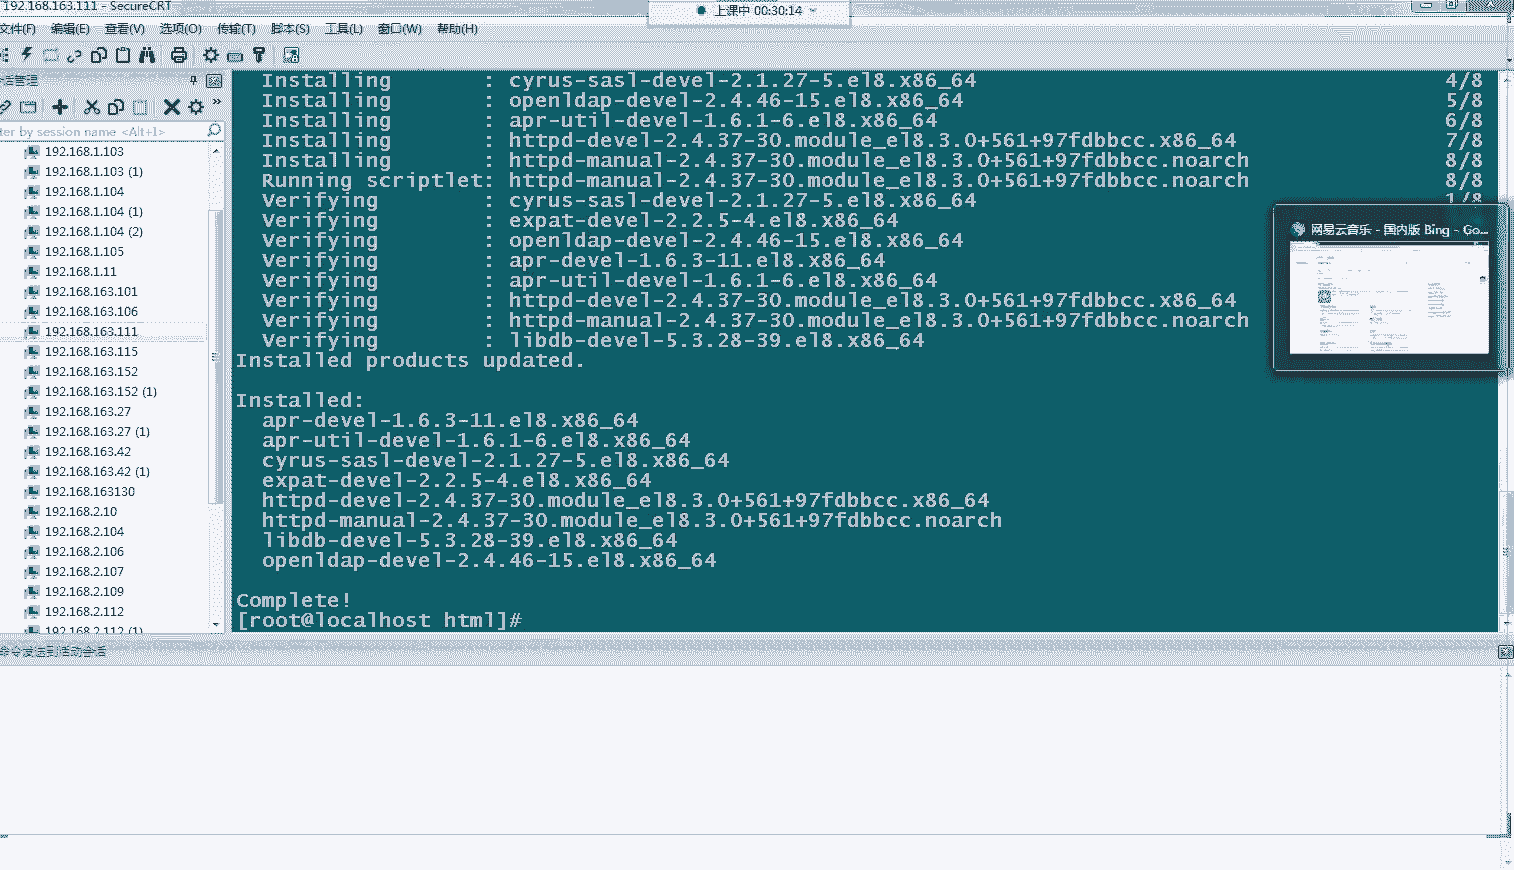 192.168.163.111 - SecureCRT
上课中 00:30:14
文件(F) 编辑(E) 查看(V) 选项(O) 传输(T) 脚本(S) 工具(L) 窗口(W) 帮助(H)
话管理
ter by session name <Alt+I>
192.168.1.103
192.168.1.103 (1)
192.168.1.104
192.168.1.104 (1)
192.168.1.104 (2)
192.168.1.105
192.168.1.11
192.168.163.101
192.168.163.106
192.168.163.111
192.168.163.115
192.168.163.152
192.168.163.152 (1)
192.168.163.27
192.168.163.27 (1)
192.168.163.42
192.168.163.42 (1)
192.168.163130
192.168.2.10
192.168.2.104
192.168.2.106
192.168.2.107
192.168.2.109
192.168.2.112
192.168.2.112 (1)
Installing : cyrus-sasl-devel-2.1.27-5.el8.x86_64 4/8
Installing : openldap-devel-2.4.46-15.el8.x86_64 5/8
Installing : apr-util-devel-1.6.1-6.el8.x86_64 6/8
Installing : httpd-devel-2.4.37-30.module_el8.3.0+561+97fdbbcc.x86_64 7/8
Installing : httpd-manual-2.4.37-30.module_el8.3.0+561+97fdbbcc.noarch 8/8
Running scriptlet: httpd-manual-2.4.37-30.module_el8.3.0+561+97fdbbcc.noarch 8/8
Verifying : cyrus-sasl-devel-2.1.27-5.el8.x86_64 1/8
Verifying : expat-devel-2.2.5-4.el8.x86_64
Verifying : openldap-devel-2.4.46-15.el8.x86_64
Verifying : apr-devel-1.6.3-11.el8.x86_64
Verifying : apr-util-devel-1.6.1-6.el8.x86_64
Verifying : httpd-devel-2.4.37-30.module_el8.3.0+561+97fdbbcc.x86_64
Verifying : httpd-manual-2.4.37-30.module_el8.3.0+561+97fdbbcc.noarch
Verifying : libdb-devel-5.3.28-39.el8.x86_64
Installed products updated.
Installed:
apr-devel-1.6.3-11.el8.x86_64
apr-util-devel-1.6.1-6.el8.x86_64
cyrus-sasl-devel-2.1.27-5.el8.x86_64
expat-devel-2.2.5-4.el8.x86_64
httpd-devel-2.4.37-30.module_el8.3.0+561+97fdbbcc.x86_64
httpd-manual-2.4.37-30.module_el8.3.0+561+97fdbbcc.noarch
libdb-devel-5.3.28-39.el8.x86_64
openldap-devel-2.4.46-15.el8.x86_64
Complete!
[root@localhost html]#
网易云音乐 - 国内版 Bing - Go...
命令发送到活动会话